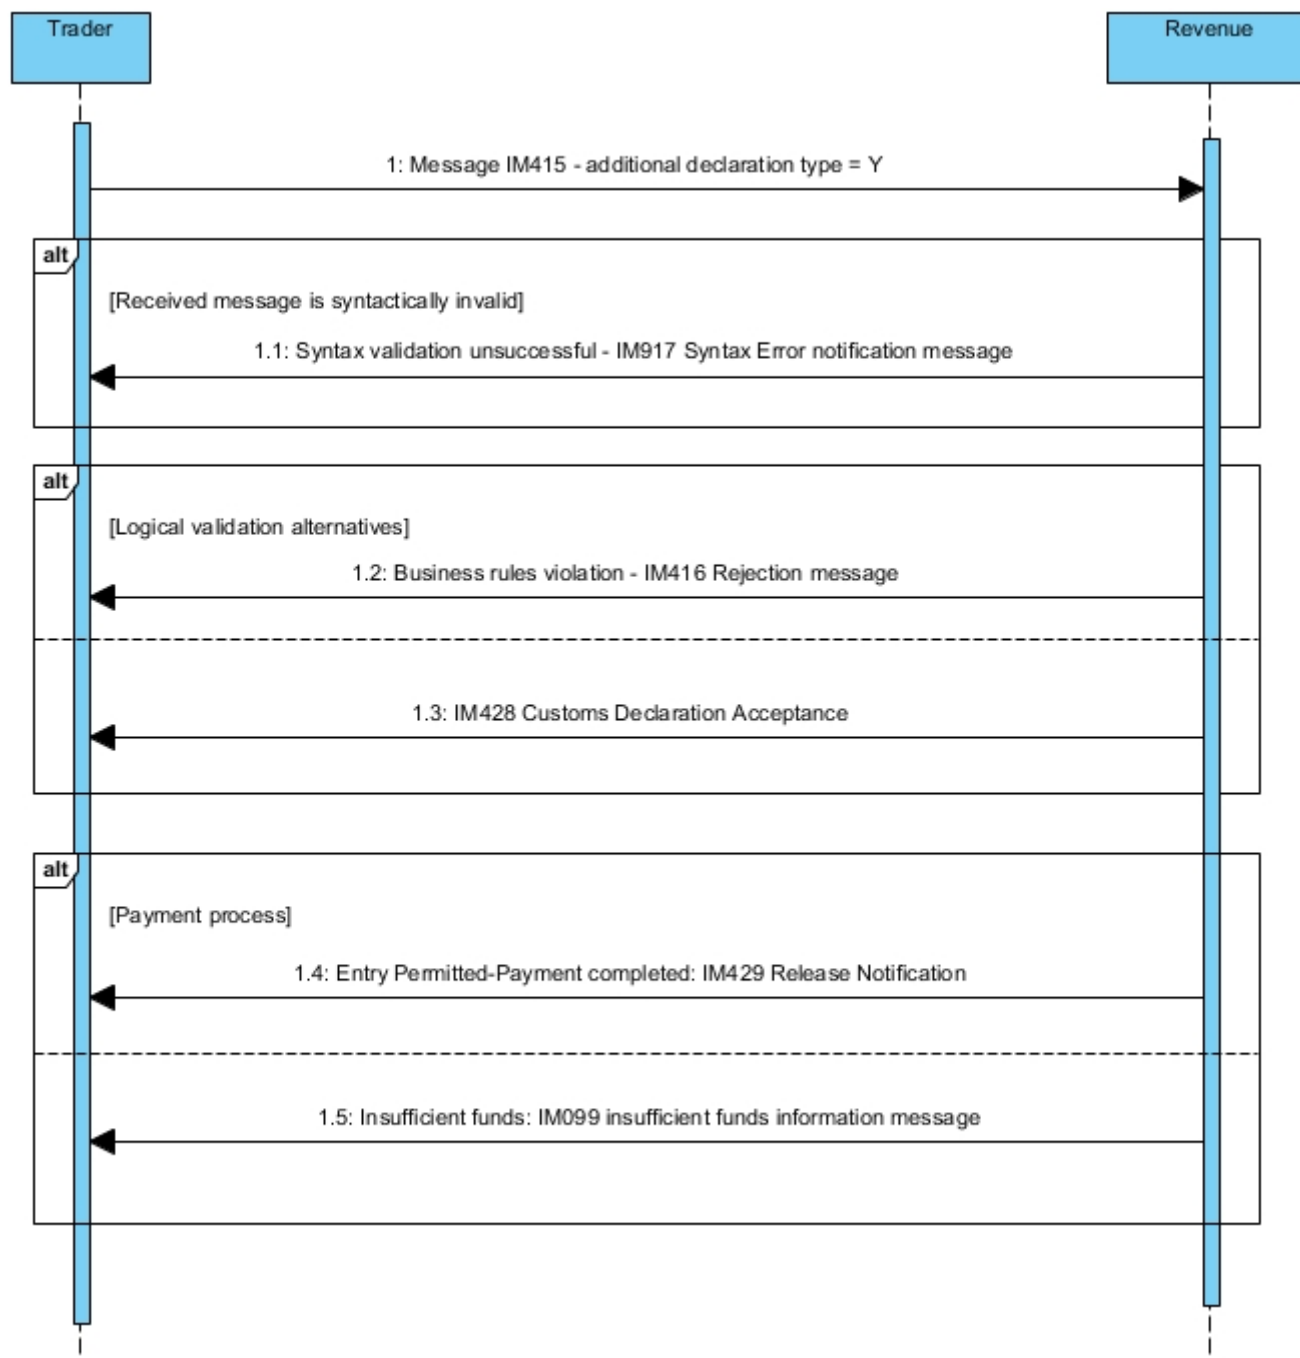 Trader
Revenue
1: Message IM415 - additional declaration type = Y
alt
[Received message is syntactically invalid]
1.1: Syntax validation unsuccessful - IM917 Syntax Error notification message
alt
[Logical validation alternatives]
1.2: Business rules violation - IM416 Rejection message
1.3: IM428 Customs Declaration Acceptance
alt
[Payment process]
1.4: Entry Permitted-Payment completed: IM429 Release Notification
1.5: Insufficient funds: IM099 insufficient funds information message